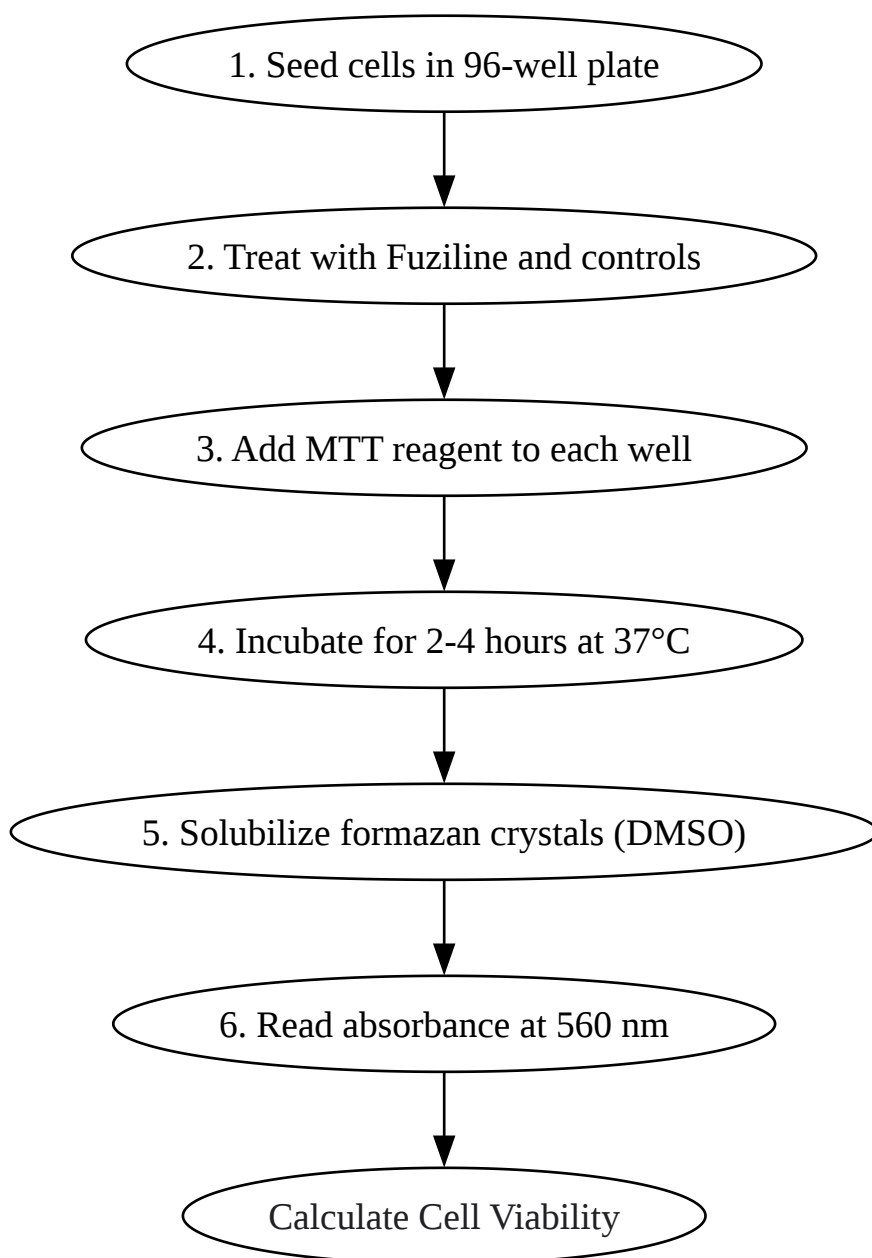 1. Seed cells in 96-well plate
2. Treat with Fuziline and controls
3. Add MTT reagent to each well
4. Incubate for 2-4 hours at 37°C
5. Solubilize formazan crystals (DMSO)
6. Read absorbance at 560 nm
Calculate Cell Viability